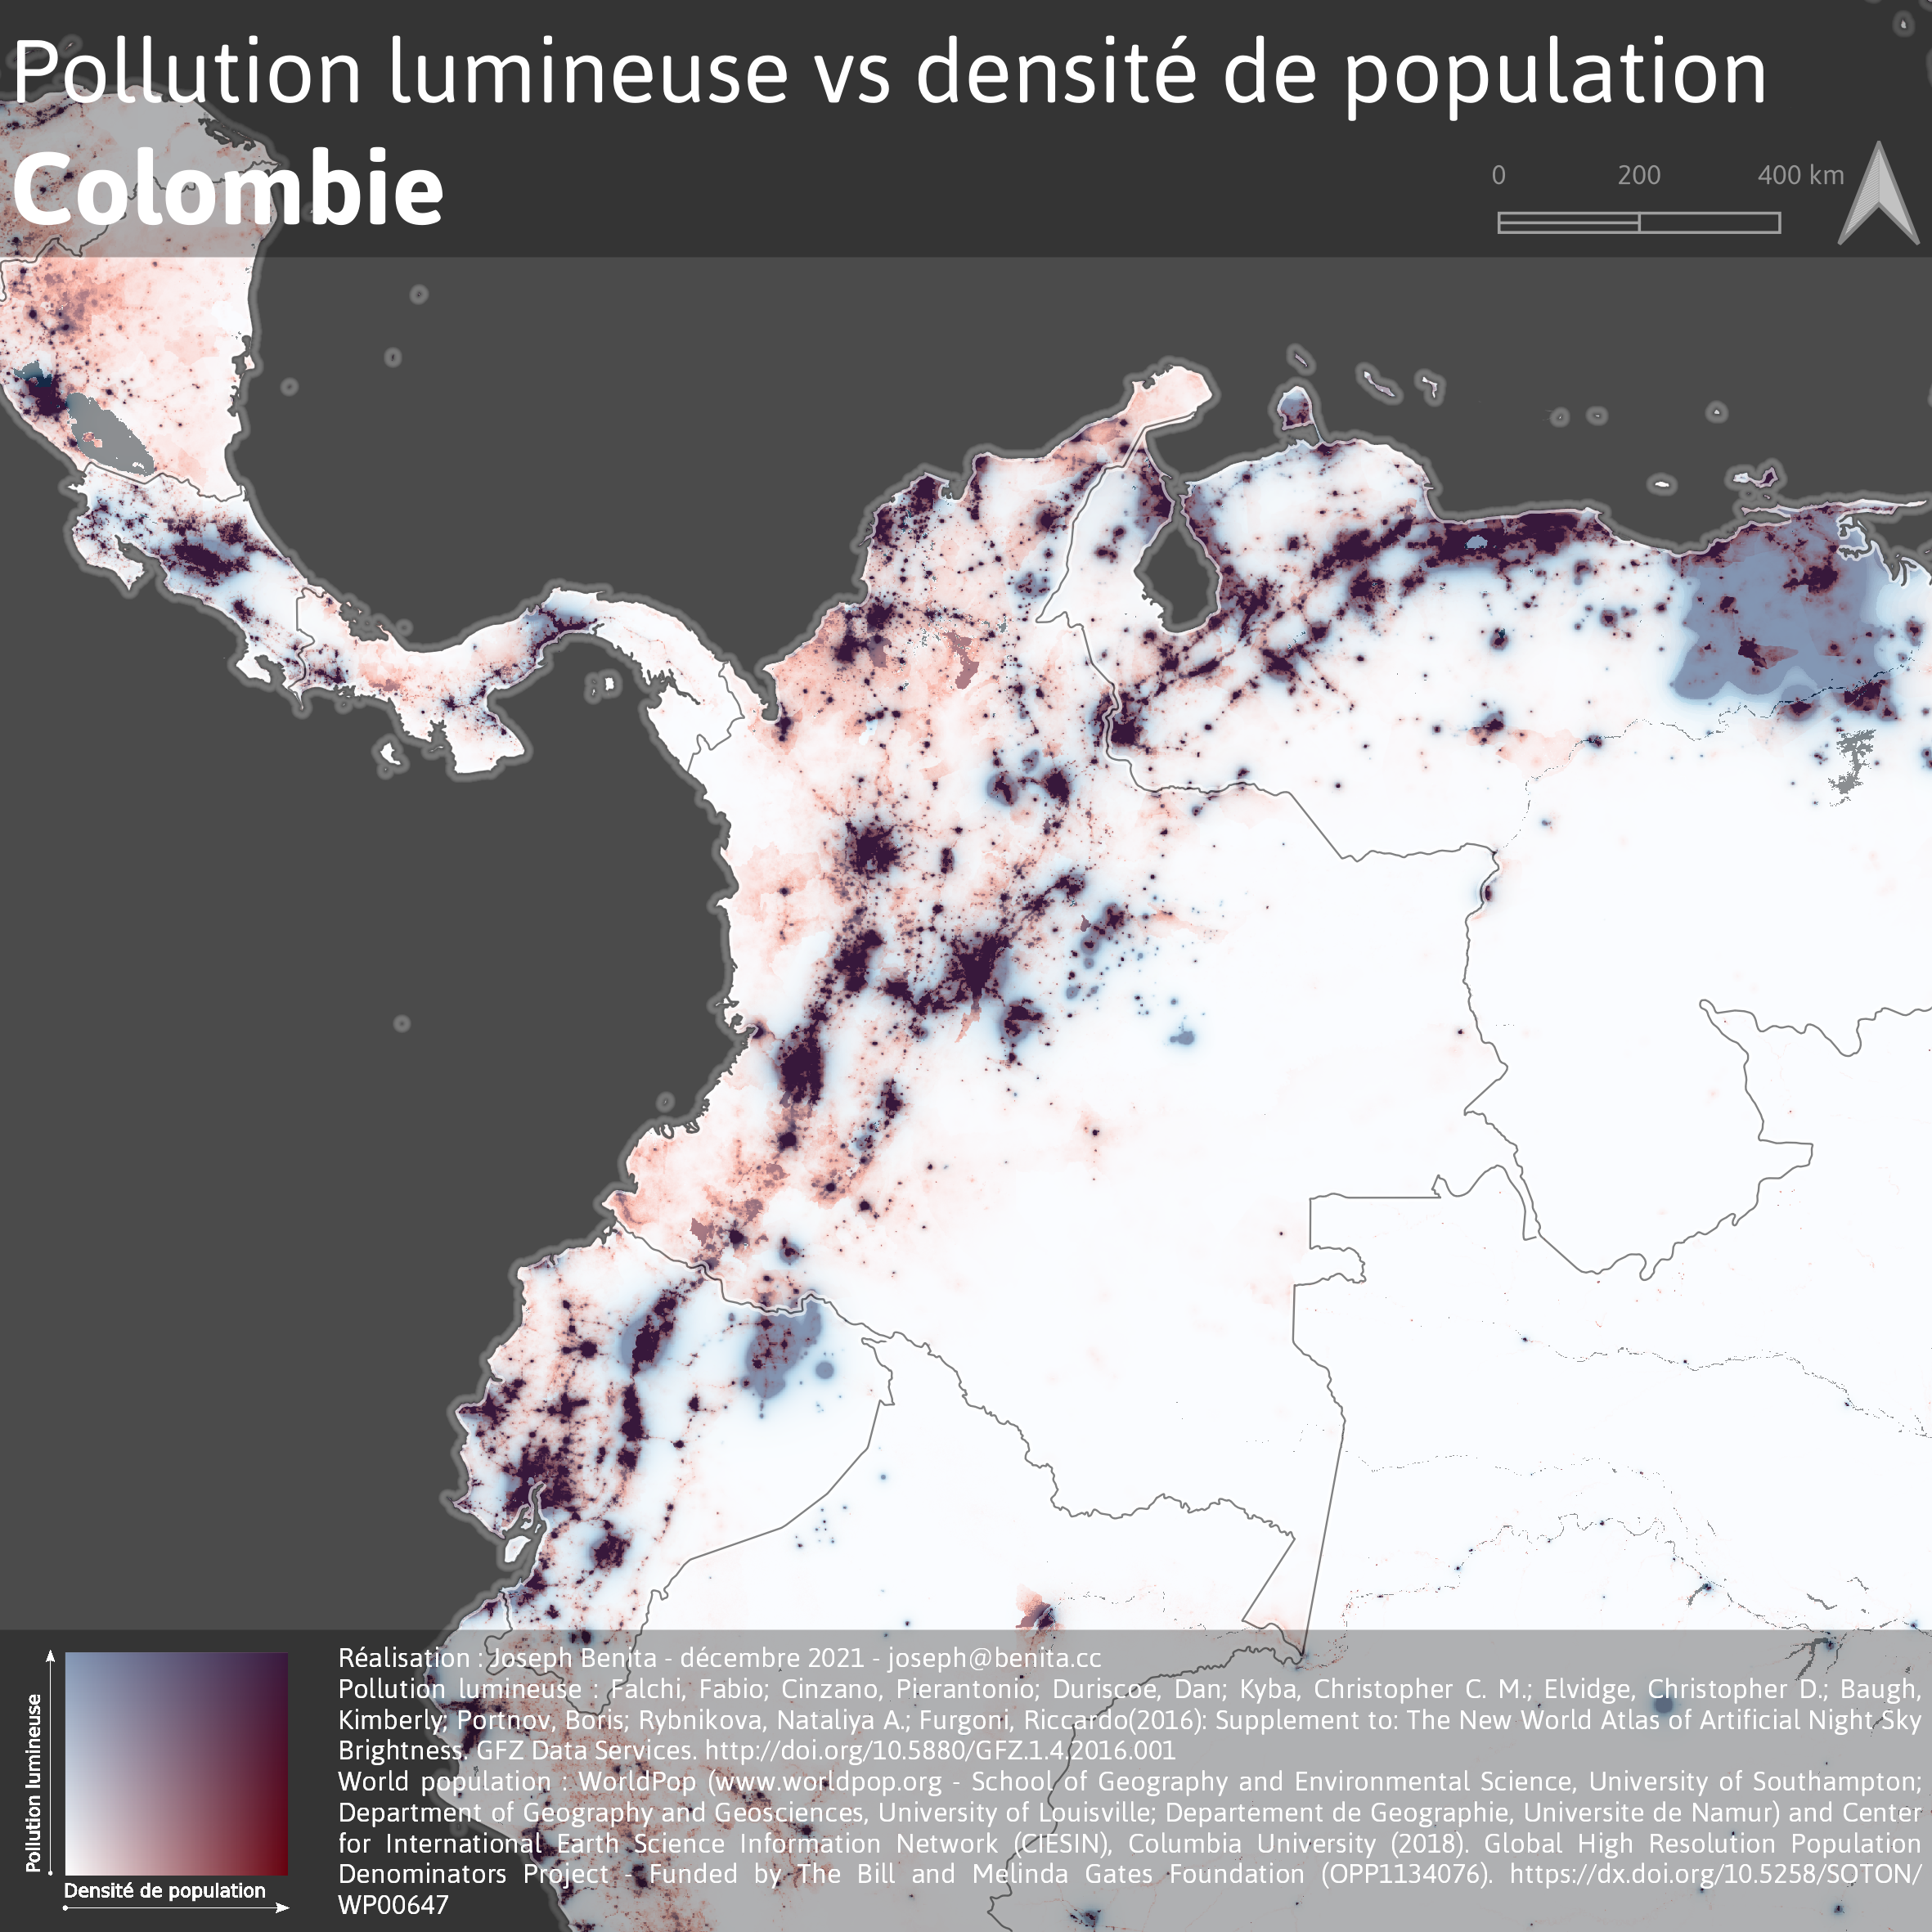 Pollution lumineuse vs densité de population
Colombie
0 200 400 km
Réalisation : Joseph Benita - décembre 2021 - joseph@benita.cc
Pollution lumineuse : Falchi, Fabio; Cinzano, Pierantonio; Duriscoe, Dan; Kyba, Christopher C. M.; Elvidge, Christopher D.; Baugh,
Kimberly; Portnov, Boris; Rybnikova, Nataliya A.; Furgoni, Riccardo(2016): Supplement to: The New World Atlas of Artificial Night Sky
Brightness. GFZ Data Services. http://doi.org/10.5880/GFZ.1.4.2016.001
World population : WorldPop (www.worldpop.org - School of Geography and Environmental Science, University of Southampton;
Department of Geography and Geosciences, University of Louisville; Departement de Geographie, Universite de Namur) and Center
for International Earth Science Information Network (CIESIN), Columbia University (2018). Global High Resolution Population
Denominators Project - Funded by The Bill and Melinda Gates Foundation (OPP1134076). https://dx.doi.org/10.5258/SOTON/
WP00647
Pollution lumineuse
Densité de population